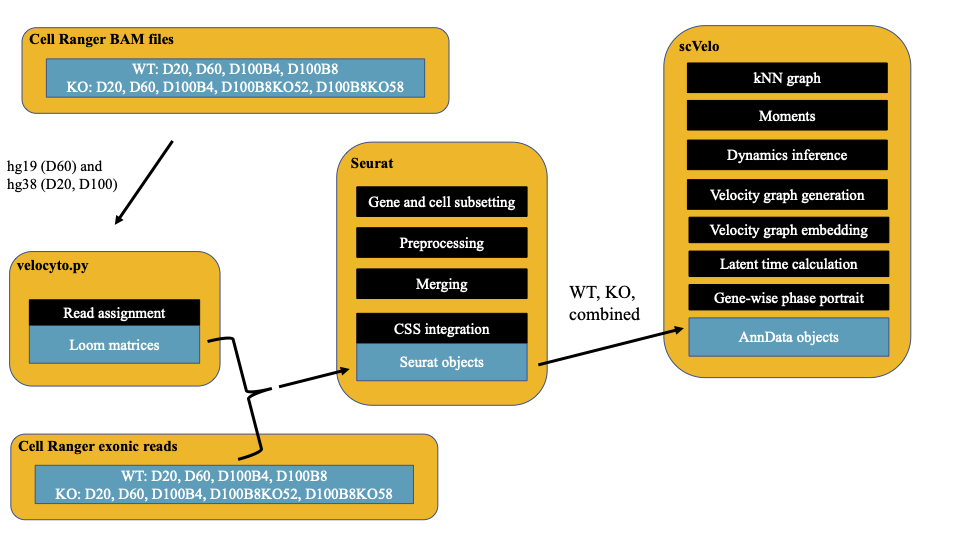 Cell Ranger BAM files
WT: D20, D60, D100B4, D100B8
KO: D20, D60, D100B4, D100B8KO52, D100B8KO58
hg19 (D60) and
hg38 (D20, D100)
velocyto.py
Read assignment
Loom matrices
Cell Ranger exonic reads
WT: D20, D60, D100B4, D100B8
KO: D20, D60, D100B4, D100B8KO52, D100B8KO58
Seurat
Gene and cell subsetting
Preprocessing
Merging
CSS integration
Seurat objects
WT, KO,
combined
scVelo
kNN graph
Moments
Dynamics inference
Velocity graph generation
Velocity graph embedding
Latent time calculation
Gene-wise phase portrait
AnnData objects